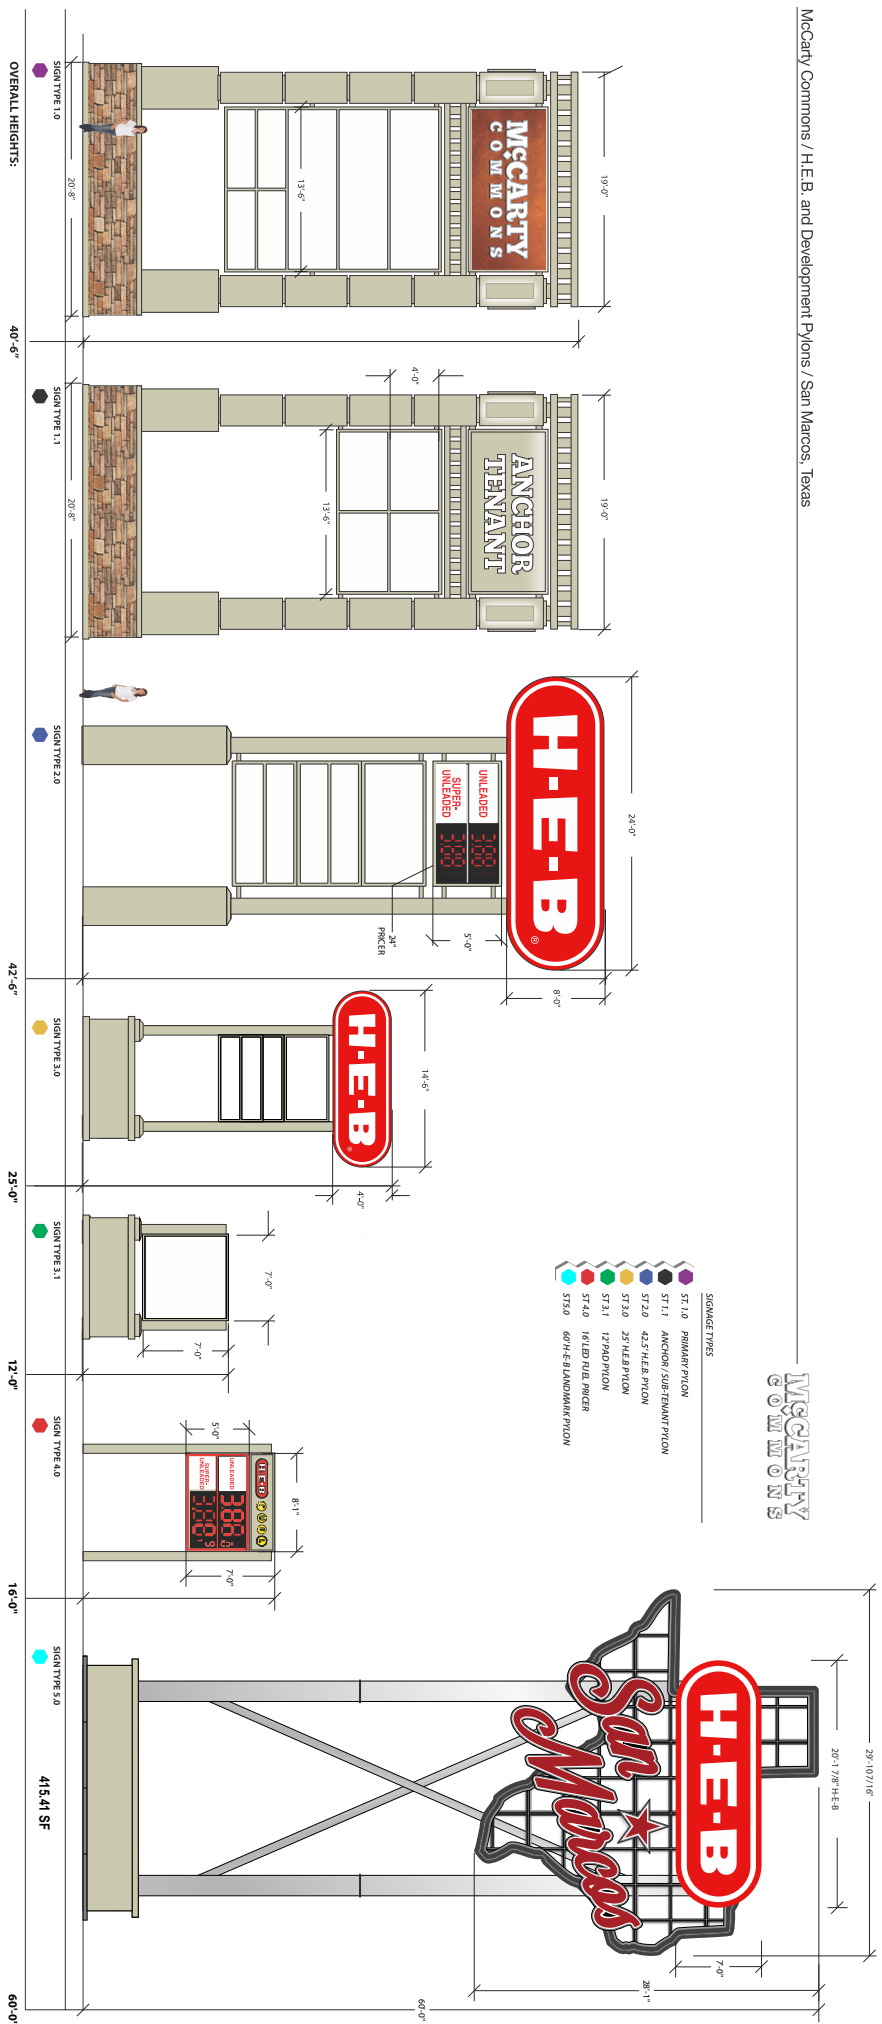 McCarty Commons / H.E.B. and Development Pylons / San Marcos, Texas
McCARTY
COMMONS
SIGNAGE TYPES
ST. 1.0 PRIMARY PYLON
ST 1.1 ANCHOR / SUB-TENANT PYLON
ST 2.0 42.5' H.E.B. PYLON
ST 3.0 25' H.E.B PYLON
ST 3.1 12' PAD PYLON
ST 4.0 16' LED FUEL PRICER
ST5.0 60' H-E-B LANDMARK PYLON
19'-0"
McCARTY
COMMONS
13'-6"
20'-8"
SIGN TYPE 1.0
19'-0"
ANCHOR
TENANT
4'-0"
13'-6"
20'-8"
SIGN TYPE 1.1
24'-0"
H-E-B
®
8'-0"
UNLEADED
SUPER-
UNLEADED
5'-0"
24"
PRICER
SIGN TYPE 2.0
14'-6"
H-E-B
®
4'-0"
SIGN TYPE 3.0
7'-0"
7'-0"
SIGN TYPE 3.1
8'-1"
H-E-B
FUEL
UNLEADED
SUPER-
UNLEADED
5'-0"
7'-0"
SIGN TYPE 4.0
29'-10 7/16"
20'-1 7/8" H-E-B
H-E-B
San
Marcos
7'-0"
28'-1"
60'-0"
SIGN TYPE 5.0
415.41 SF
OVERALL HEIGHTS:
40'-6"
42'-6"
25'-0"
12'-0"
16'-0"
60'-0"